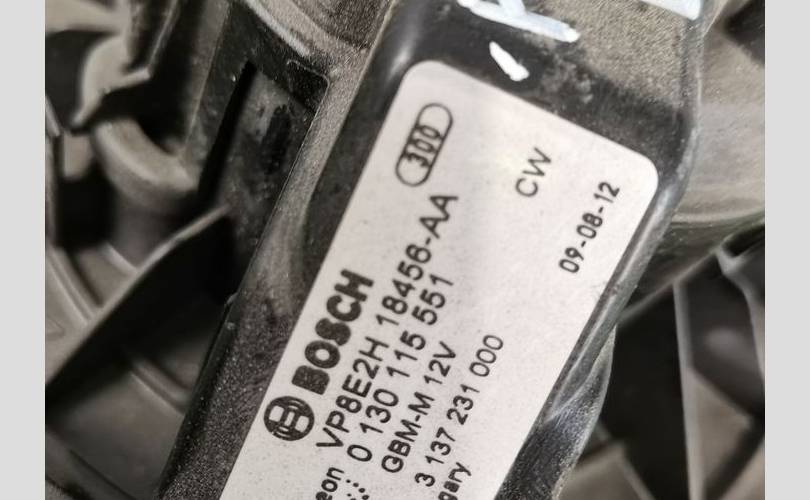 300
CW
09-08-12
BOSCH
VP8E2H 18456-AA
0 130 115 551
GBM-M 12V
3 137 231 000